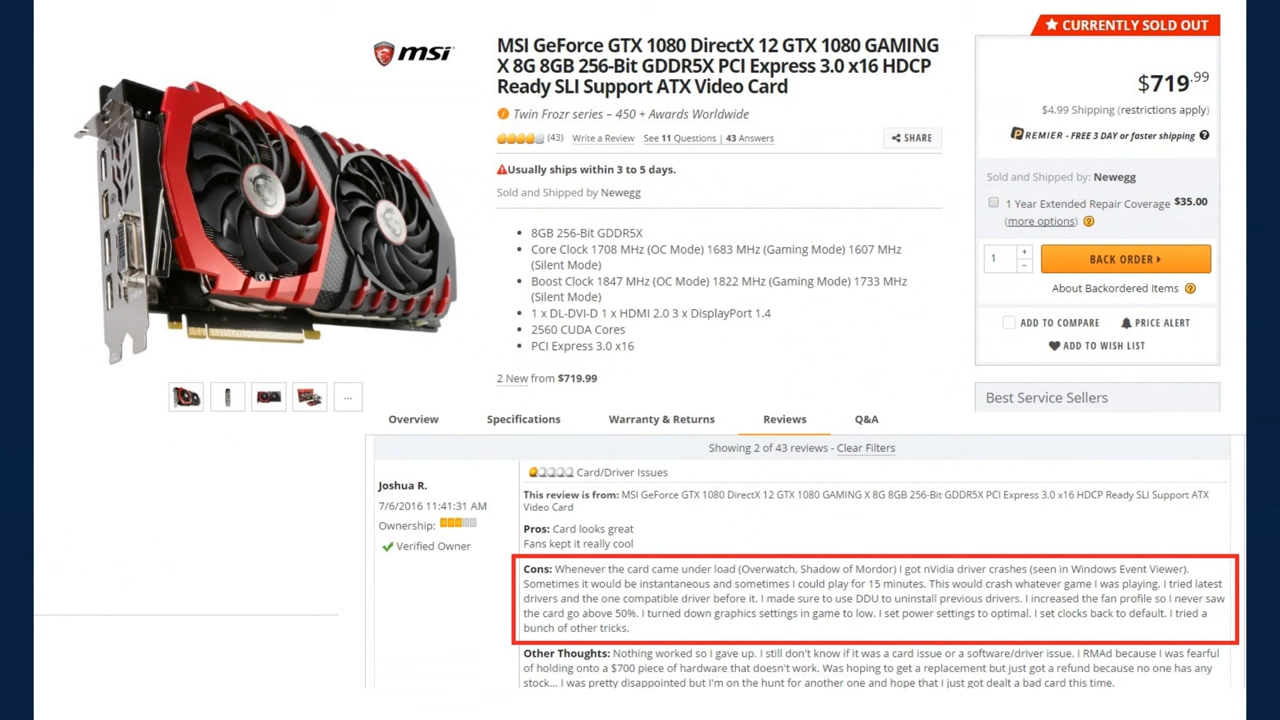 msi
MSI GeForce GTX 1080 DirectX 12 GTX 1080 GAMING
X 8G 8GB 256-Bit GDDR5X PCI Express 3.0 x16 HDCP
Ready SLI Support ATX Video Card
Twin Frozr series – 450 + Awards Worldwide
(43) Write a Review See 11 Questions | 43 Answers
SHARE
Usually ships within 3 to 5 days.
Sold and Shipped by Newegg
8GB 256-Bit GDDR5X
Core Clock 1708 MHz (OC Mode) 1683 MHz (Gaming Mode) 1607 MHz
(Silent Mode)
Boost Clock 1847 MHz (OC Mode) 1822 MHz (Gaming Mode) 1733 MHz
(Silent Mode)
1 x DL-DVI-D 1 x HDMI 2.0 3 x DisplayPort 1.4
2560 CUDA Cores
PCI Express 3.0 x16
2 New from $719.99
...
CURRENTLY SOLD OUT
$719.99
$4.99 Shipping (restrictions apply)
PREMIER - FREE 3 DAY or faster shipping ?
Sold and Shipped by: Newegg
1 Year Extended Repair Coverage $35.00
(more options) ?
1 + -
BACK ORDER
About Backordered Items ?
ADD TO COMPARE PRICE ALERT
ADD TO WISH LIST
Best Service Sellers
Overview Specifications Warranty & Returns Reviews Q&A
Showing 2 of 43 reviews - Clear Filters
Joshua R.
7/6/2016 11:41:31 AM
Ownership:
Verified Owner
Card/Driver Issues
This review is from: MSI GeForce GTX 1080 DirectX 12 GTX 1080 GAMING X 8G 8GB 256-Bit GDDR5X PCI Express 3.0 x16 HDCP Ready SLI Support ATX
Video Card
Pros: Card looks great
Fans kept it really cool
Cons: Whenever the card came under load (Overwatch, Shadow of Mordor) I got nVidia driver crashes (seen in Windows Event Viewer).
Sometimes it would be instantaneous and sometimes I could play for 15 minutes. This would crash whatever game I was playing. I tried latest
drivers and the one compatible driver before it. I made sure to use DDU to uninstall previous drivers. I increased the fan profile so I never saw
the card go above 50%. I turned down graphics settings in game to low. I set power settings to optimal. I set clocks back to default. I tried a
bunch of other tricks.
Other Thoughts: Nothing worked so I gave up. I still don't know if it was a card issue or a software/driver issue. I RMAd because I was fearful
of holding onto a $700 piece of hardware that doesn't work. Was hoping to get a replacement but just got a refund because no one has any
stock... I was pretty disappointed but I'm on the hunt for another one and hope that I just got dealt a bad card this time.